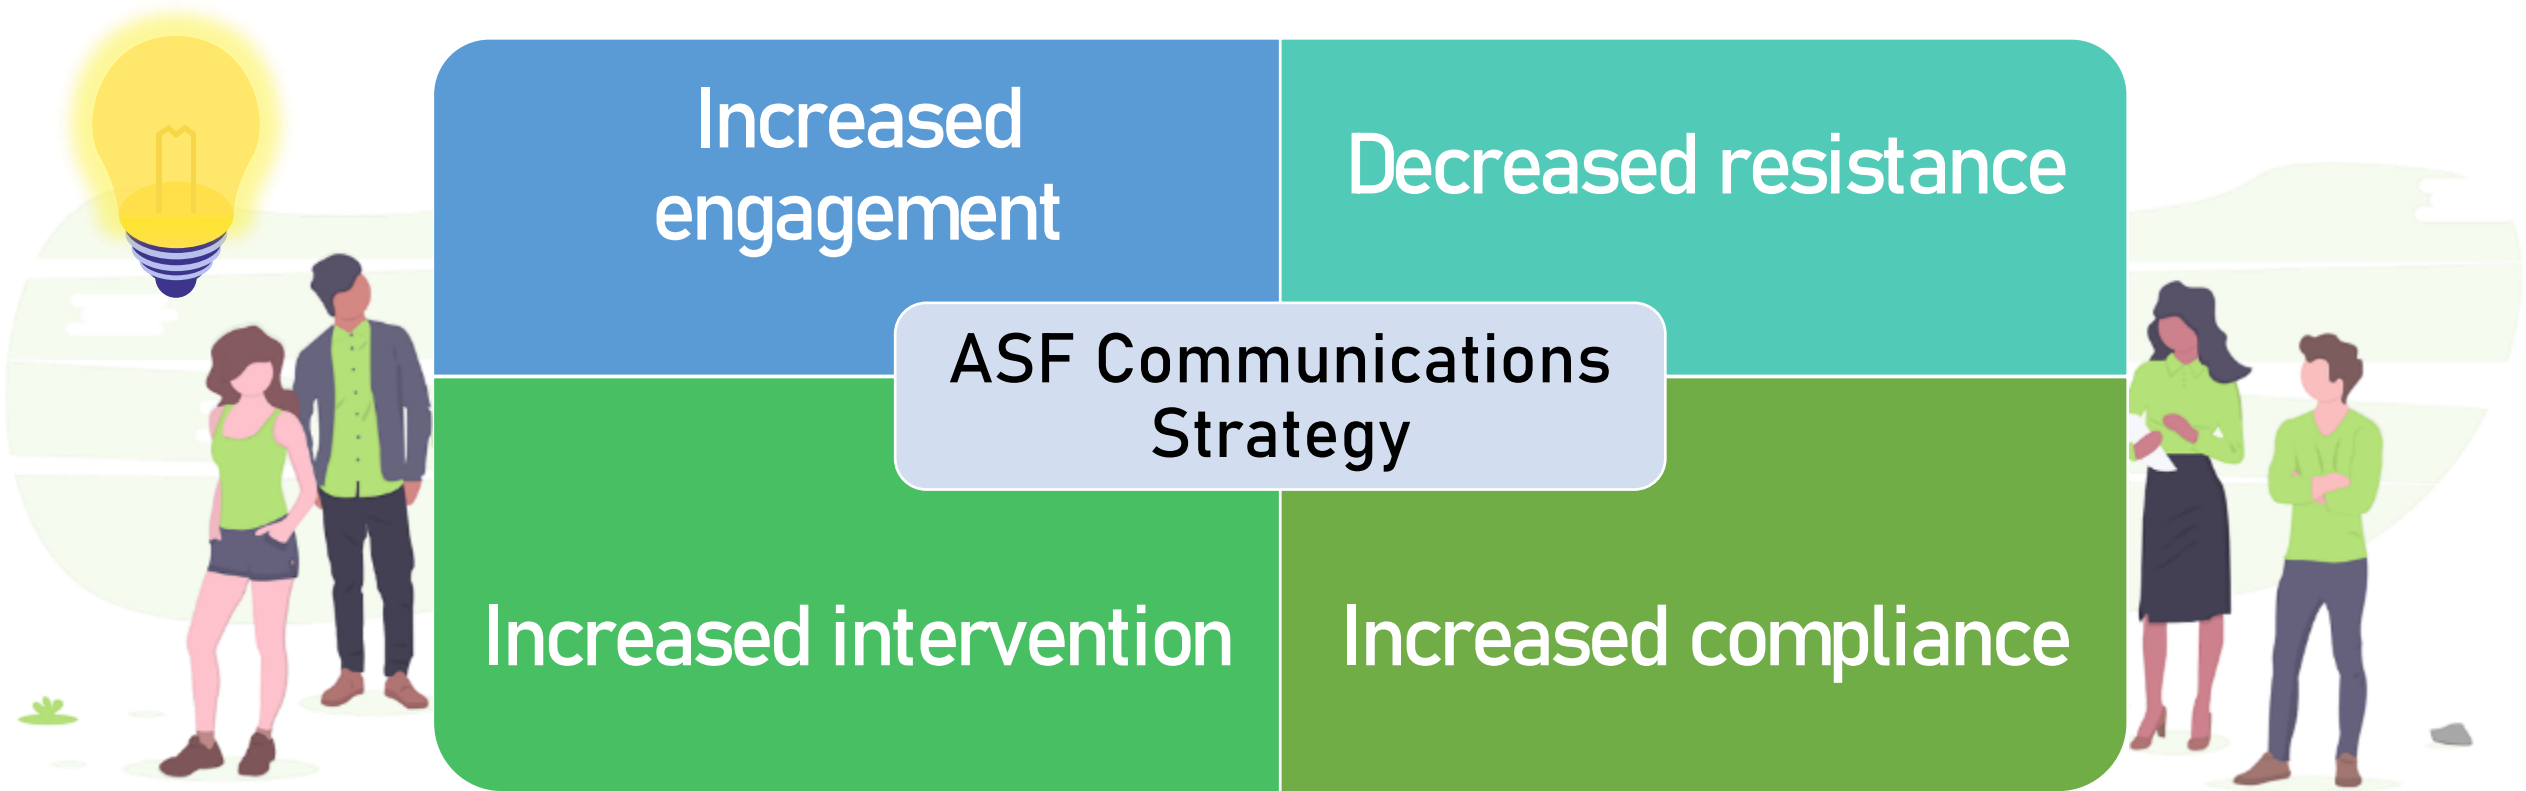 Increased
engagement
Decreased resistance
ASF Communications
Strategy
Increased intervention
Increased compliance